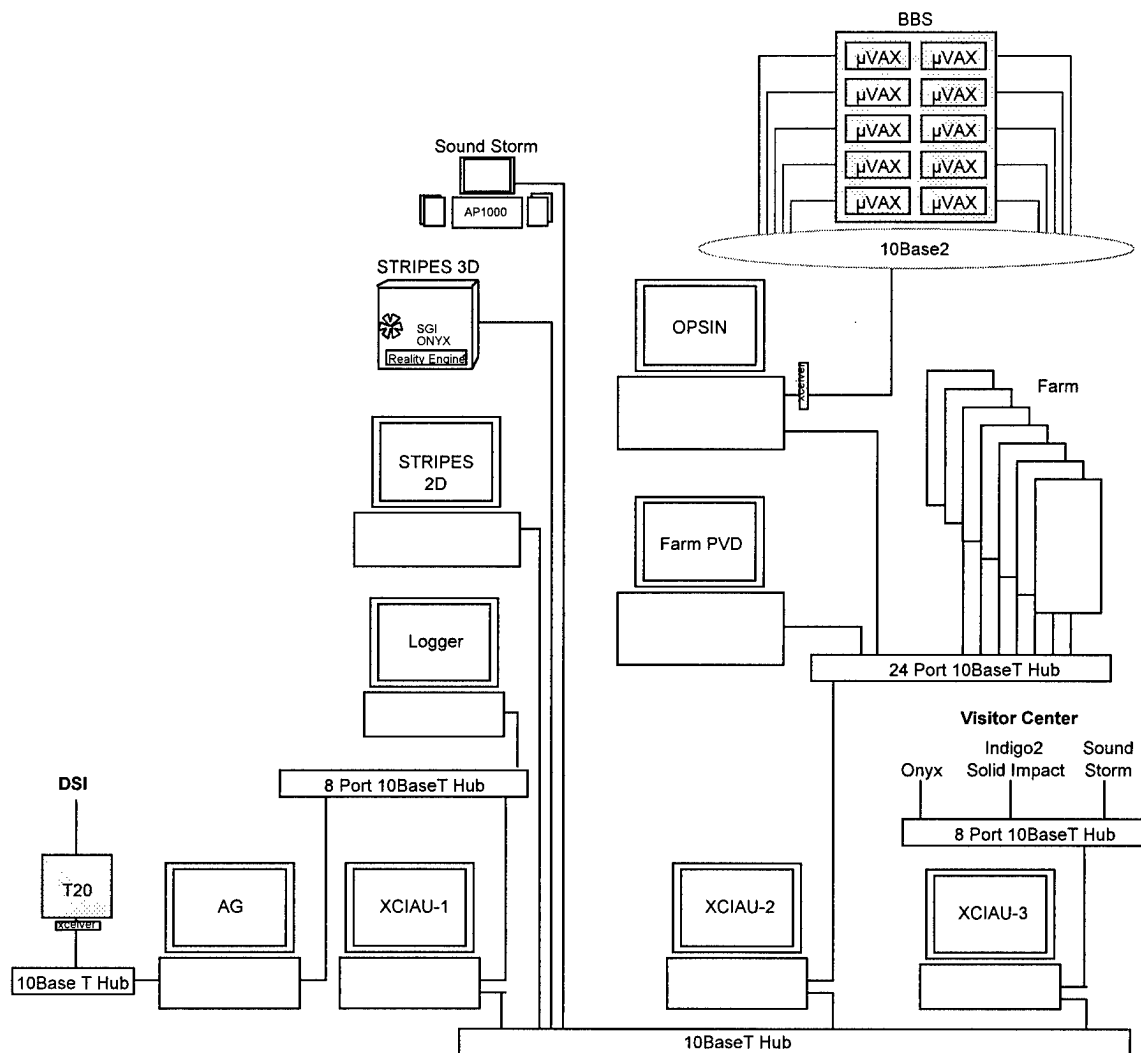 BBS
µVAX µVAX
µVAX µVAX
µVAX µVAX
µVAX µVAX
µVAX µVAX
10Base2
Sound Storm
AP1000
STRIPES 3D
SGI
ONYX
Reality Engine
OPSIN
xceiver
Farm
STRIPES
2D
Farm PVD
Logger
24 Port 10BaseT Hub
Visitor Center
Onyx
Indigo2
Solid Impact
Sound
Storm
8 Port 10BaseT Hub
8 Port 10BaseT Hub
DSI
T20
xceiver
AG
XCIAU-1
XCIAU-2
XCIAU-3
10Base T Hub
10BaseT Hub